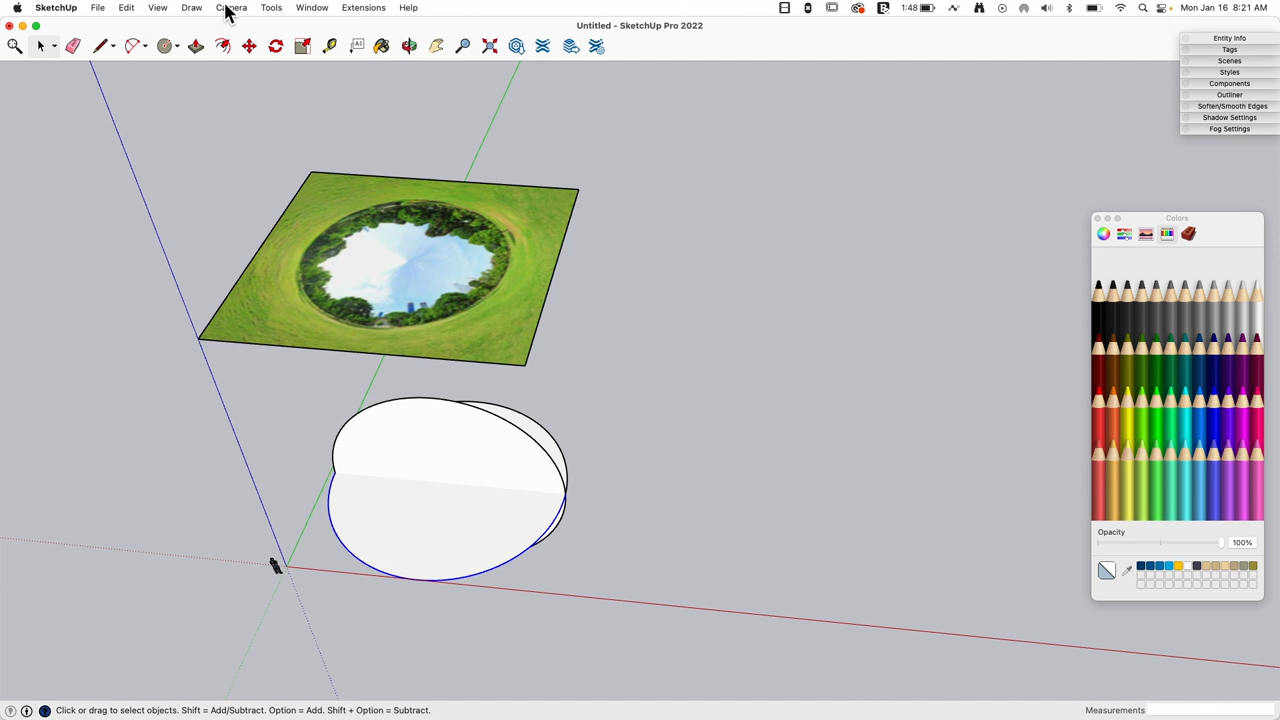 SketchUp File Edit View Draw Camera Tools Window Extensions Help 1:48 Mon Jan 16 8:21 AM
Untitled - SketchUp Pro 2022
Entity Info
Tags
Scenes
Styles
Components
Outliner
Soften/Smooth Edges
Shadow Settings
Fog Settings
Colors
Opacity
100%
Click or drag to select objects. Shift = Add/Subtract. Option = Add. Shift + Option = Subtract. Measurements